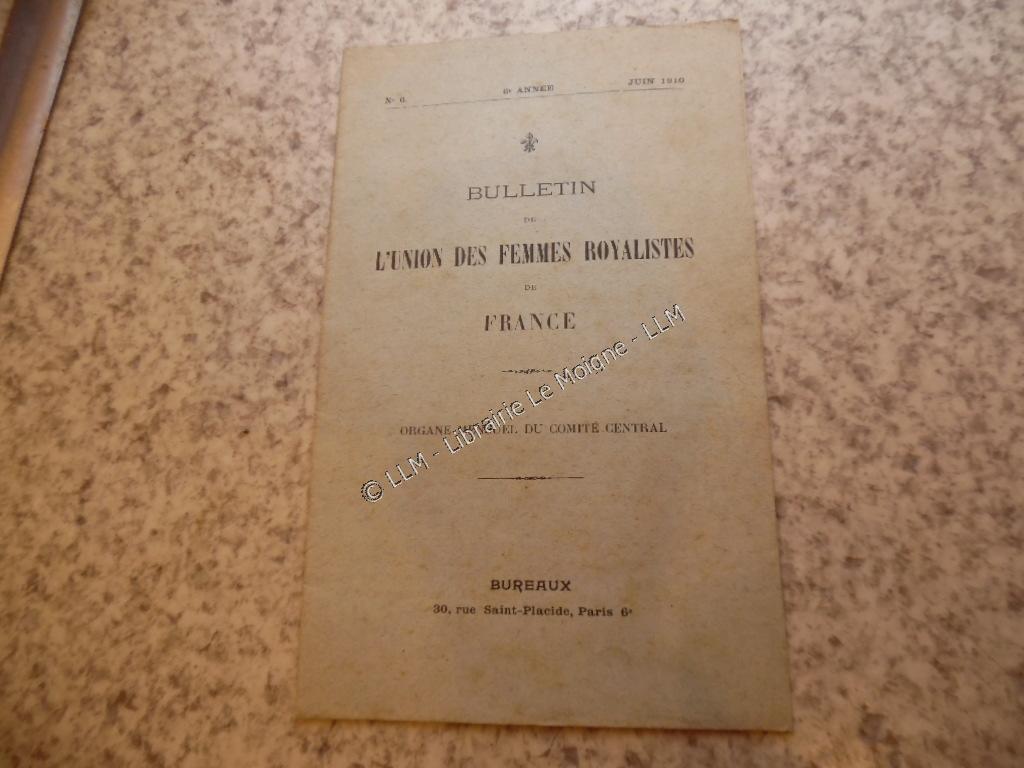 N° 6.
6e ANNÉE
JUIN 1910
BULLETIN
DE
L'UNION DES FEMMES ROYALISTES
DE
FRANCE
ORGANE MENSUEL DU COMITÉ CENTRAL
© LLM - Librairie Le Moigne - LLM
BUREAUX
30, rue Saint-Placide, Paris 6e